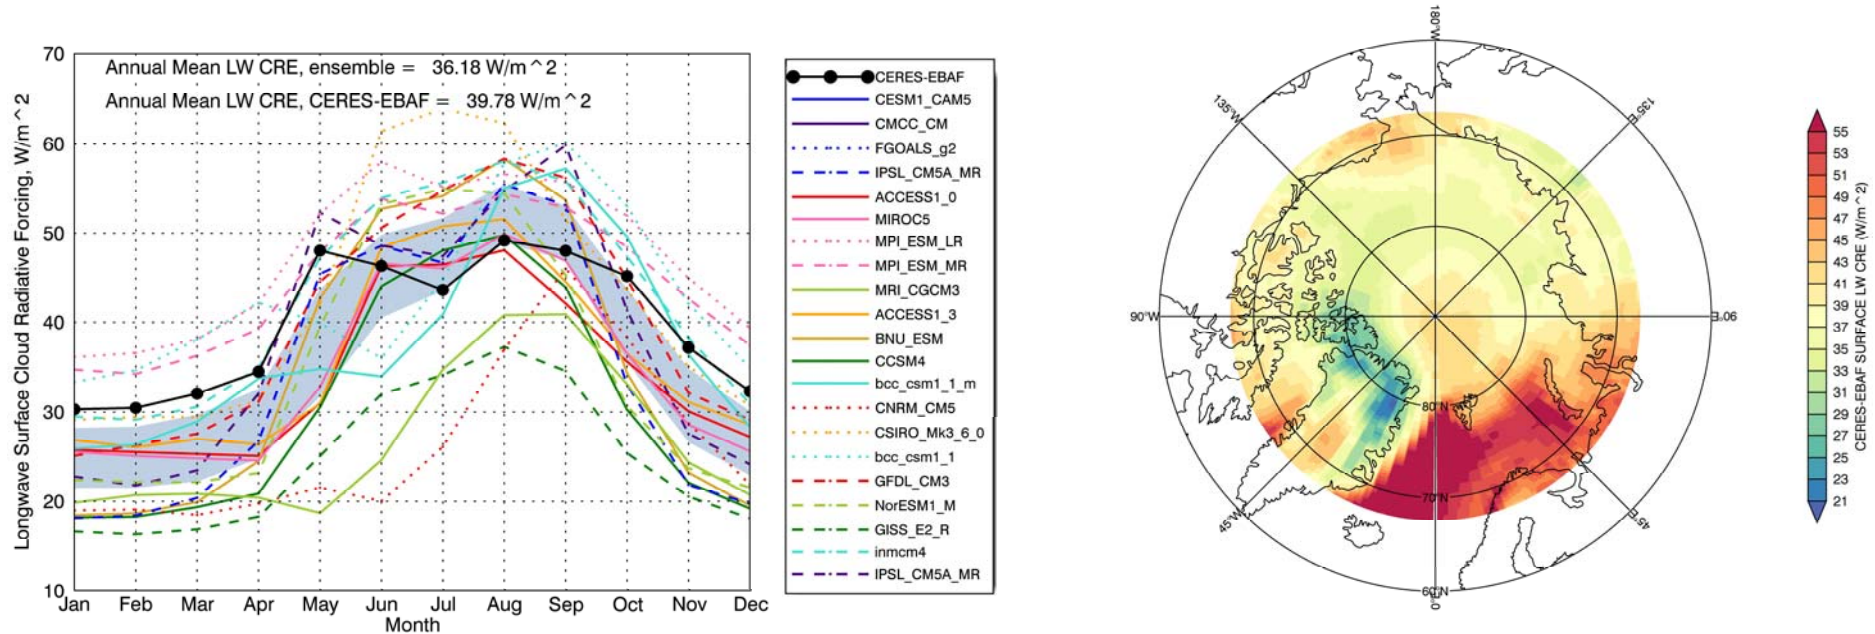 Annual Mean LW CRE, ensemble = 36.18 W/m^2
Annual Mean LW CRE, CERES-EBAF = 39.78 W/m^2
Longwave Surface Cloud Radiative Forcing, W/m^2
70
60
50
40
30
20
10
Jan Feb Mar Apr May Jun Jul Aug Sep Oct Nov Dec
Month
CERES-EBAF
CESM1_CAM5
CMCC_CM
FGOALS_g2
IPSL_CM5A_MR
ACCESS1_0
MIROC5
MPI_ESM_LR
MPI_ESM_MR
MRI_CGCM3
ACCESS1_3
BNU_ESM
CCSM4
bcc_csm1_1_m
CNRM_CM5
CSIRO_Mk3_6_0
bcc_csm1_1
GFDL_CM3
NorESM1_M
GISS_E2_R
inmcm4
IPSL_CM5A_MR
180°W
135°W
135°E
90°W
90°E
80°N
70°N
45°W
45°E
60°N
0°
55
53
51
49
47
45
43
41
39
37
35
33
31
29
27
25
23
21
CERES-EBAF SURFACE LW CRE (W/m^2)